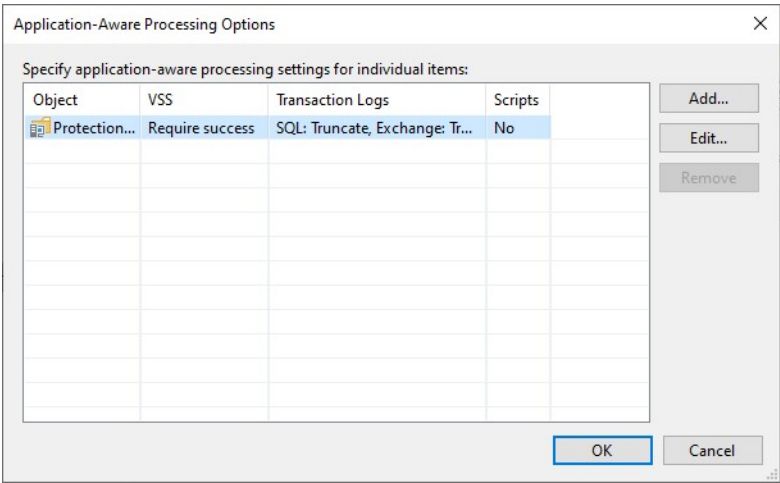 Application-Aware Processing Options
Specify application-aware processing settings for individual items:
Object VSS Transaction Logs Scripts
Protection... Require success SQL: Truncate, Exchange: Tr... No
Add...
Edit...
Remove
OK Cancel